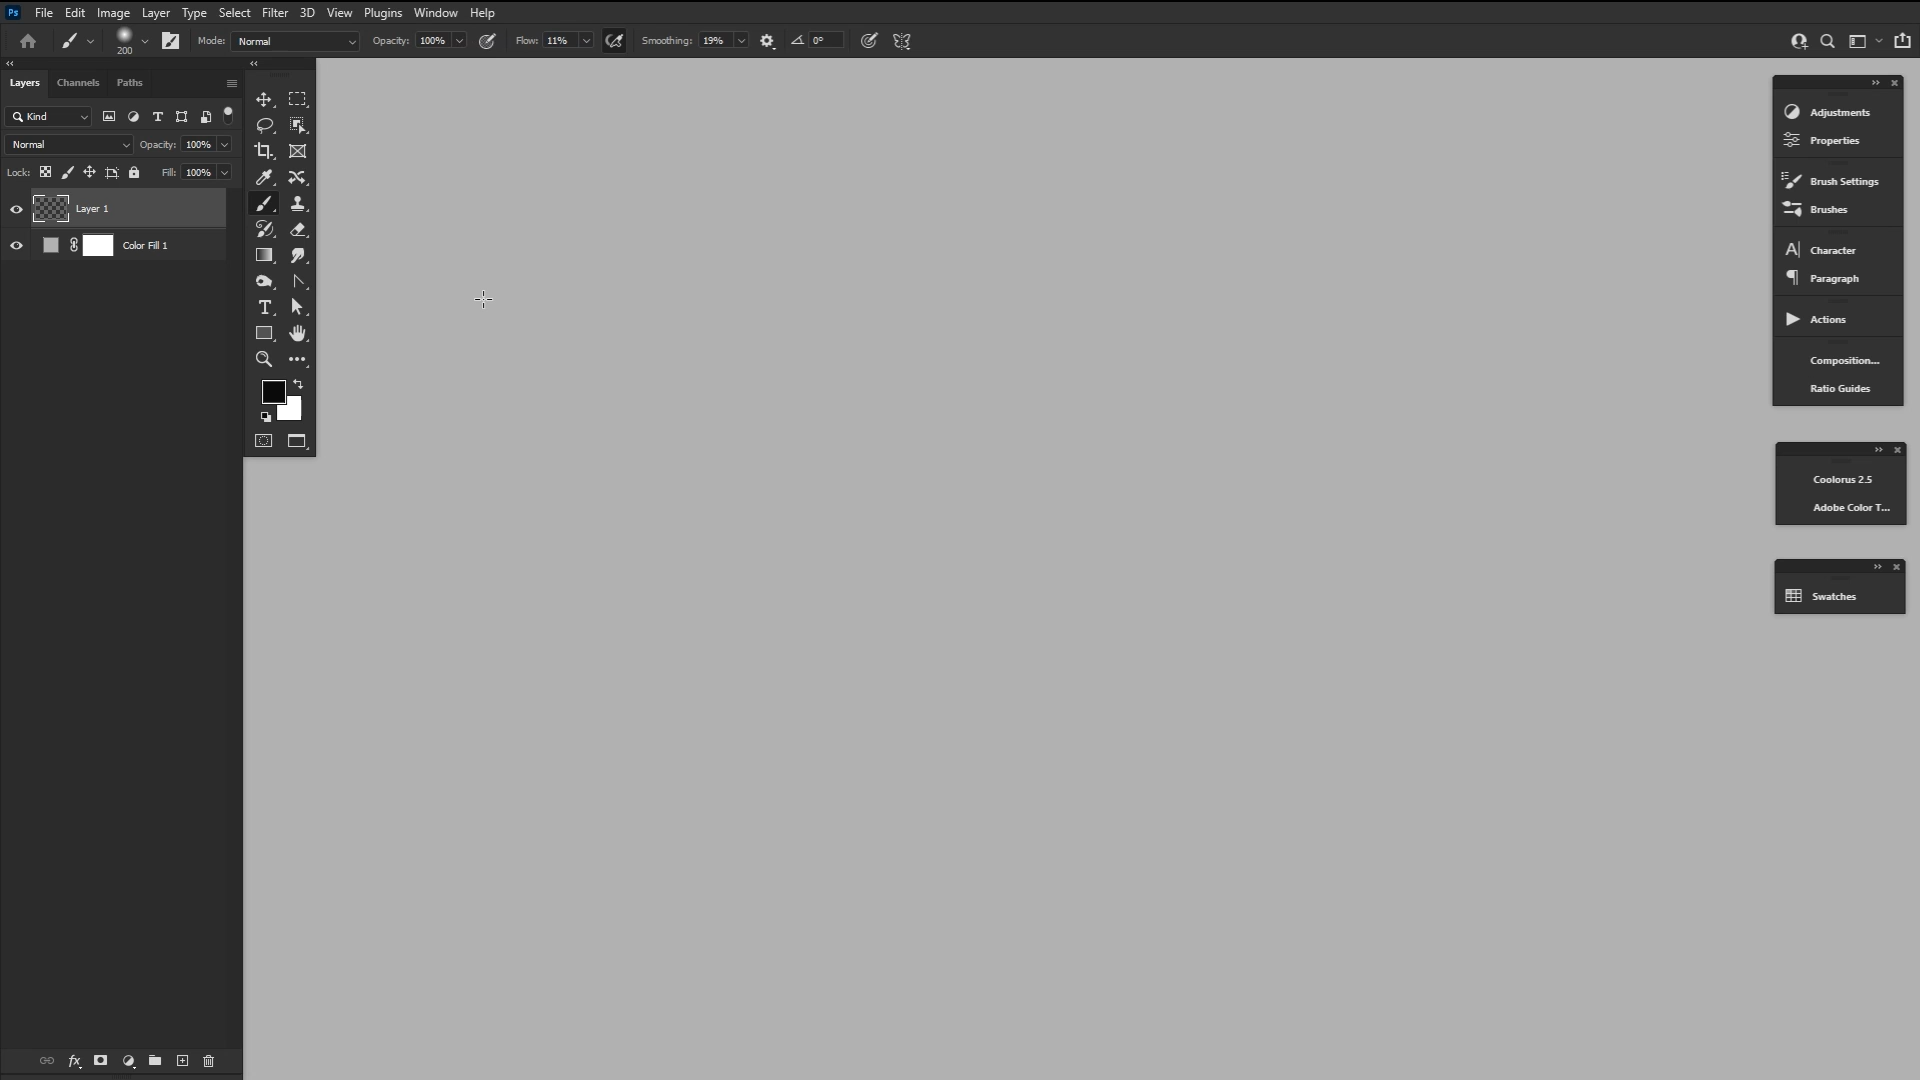 Ps File Edit Image Layer Type Select Filter 3D View Plugins Window Help
200 Mode: Normal Opacity: 100% Flow: 11% Smoothing: 19% 0°
Layers Channels Paths
Kind
Normal Opacity: 100%
Lock: Fill: 100%
Layer 1
Color Fill 1
fx
Adjustments
Properties
Brush Settings
Brushes
Character
Paragraph
Actions
Composition...
Ratio Guides
Coolorus 2.5
Adobe Color T...
Swatches